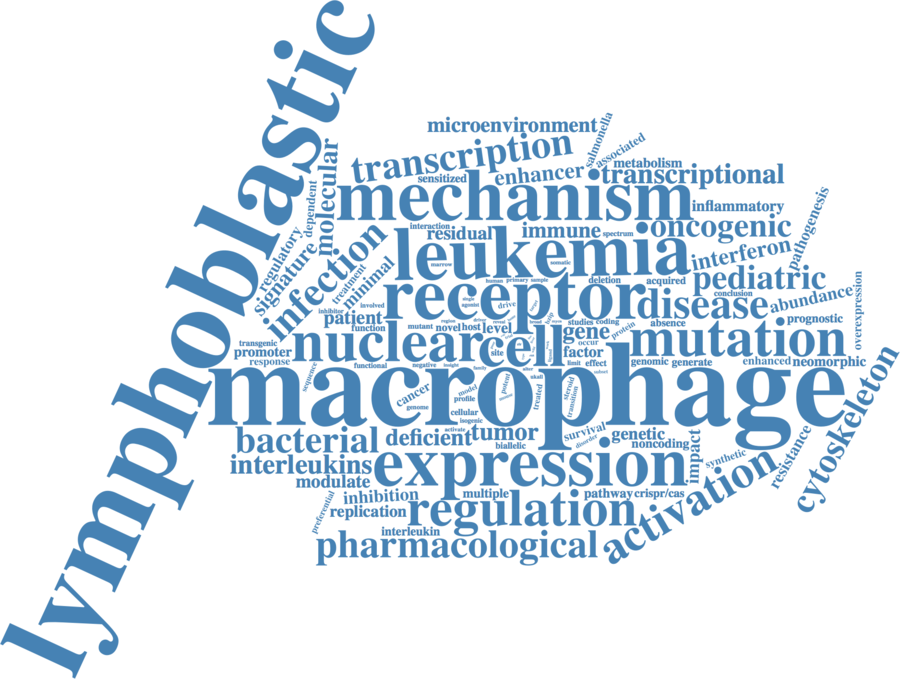 lymphoblastic
microenvironment
salmonella
associated
transcription
enhancer
metabolism
sensitized
transcriptional
molecular
mechanism
inflammatory
dependent
pathogenesis
interaction
residual
immune
spectrum
oncogenic
regulatory
signature
infection
leukemia
interferon
marrow
somatic
treatment
minimal
human
primary
sample
deletion
acquired
pediatric
conclusion
receptor
disease
abundance
overexpression
inhibitor
involved
single
agonist
drive
patient
function
mutant
novel
host
level
driver
region
studies
coding
protein
absence
prognostic
gene
mutation
transgenic
promoter
response
nuclear
cell
site
occur
factor
functional
negative
insight
family
alter
limit
effect
genomic
generate
enhanced
neomorphic
sequence
macrophage
subset
cytoskeleton
cancer
genome
model
profile
potent
treated
steroid
transition
cellular
isogenic
activate
bacterial
deficient
tumor
biallelic
survival
disorder
genetic
noncoding
impact
synthetic
resistance
interleukins
modulate
expression
activation
preferential
inhibition
multiple
pathway
crispr/cas
replication
regulation
interleukin
pharmacological